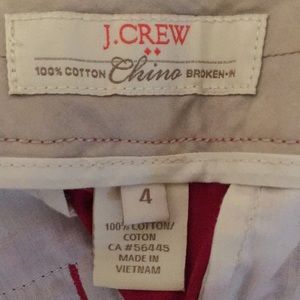 J.CREW
100% COTTON Chino BROKEN-IN
4
100% COTTON/
COTON
CA #56445
MADE IN
VIETNAM